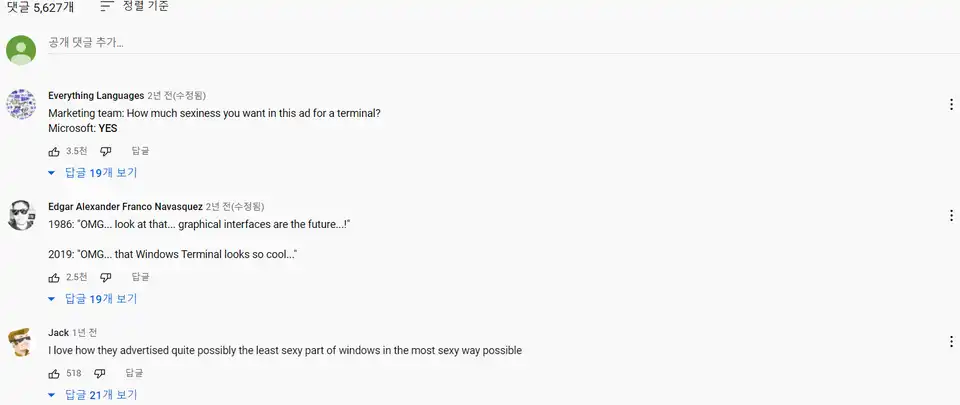 댓글 5,627개 정렬 기준
공개 댓글 추가...
Everything Languages 2년 전(수정됨)
Marketing team: How much sexiness you want in this ad for a terminal?
Microsoft: YES
3.5천 답글
답글 19개 보기
Edgar Alexander Franco Navasquez 2년 전(수정됨)
1986: "OMG... look at that... graphical interfaces are the future...!"
2019: "OMG... that Windows Terminal looks so cool..."
2.5천 답글
답글 19개 보기
Jack 1년 전
I love how they advertised quite possibly the least sexy part of windows in the most sexy way possible
518 답글
답글 21개 보기